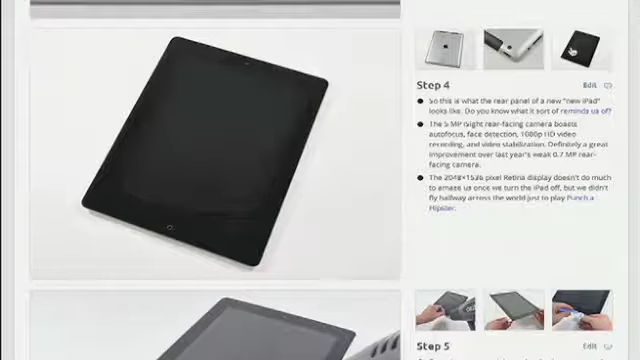 Step 4
Edit
So this is what the rear panel of a new "new iPad"
looks like. Do you know what it sort of reminds us of?
The 5 MP iSight rear-facing camera boasts
autofocus, face detection, 1080p HD video
recording, and video stabilization. Definitely a great
improvement over last year's weak 0.7 MP rear-
facing camera.
The 2048×1536 pixel Retina display doesn't do much
to amaze us once we turn the iPad off, but we didn't
fly halfway across the world just to play Punch a
Hipster.
Step 5
Edit